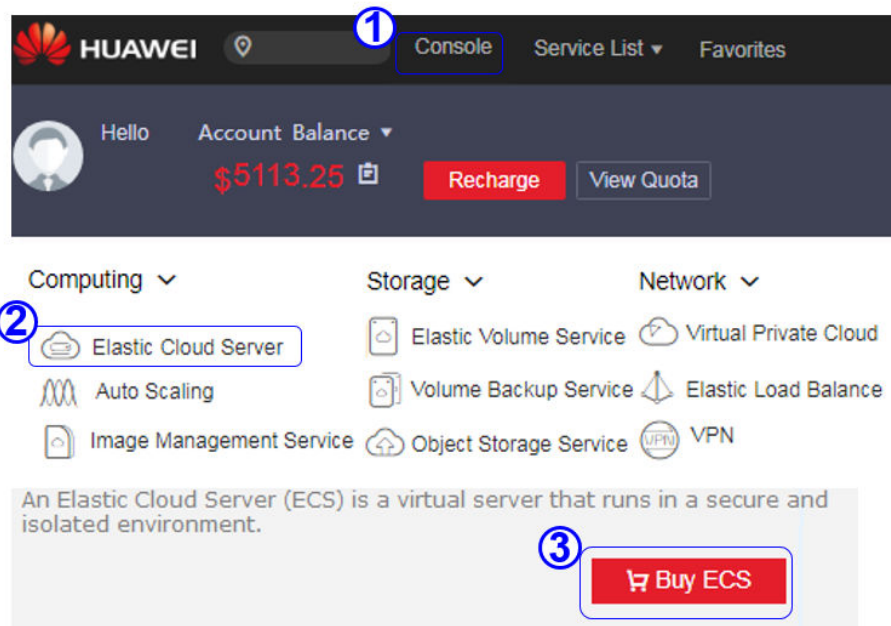 1
HUAWEI Console Service List Favorites
Hello Account Balance
$5113.25 Recharge View Quota
Computing Storage Network
2
Elastic Cloud Server Elastic Volume Service Virtual Private Cloud
Auto Scaling Volume Backup Service Elastic Load Balance
Image Management Service Object Storage Service VPN VPN
An Elastic Cloud Server (ECS) is a virtual server that runs in a secure and
isolated environment.
3
Buy ECS